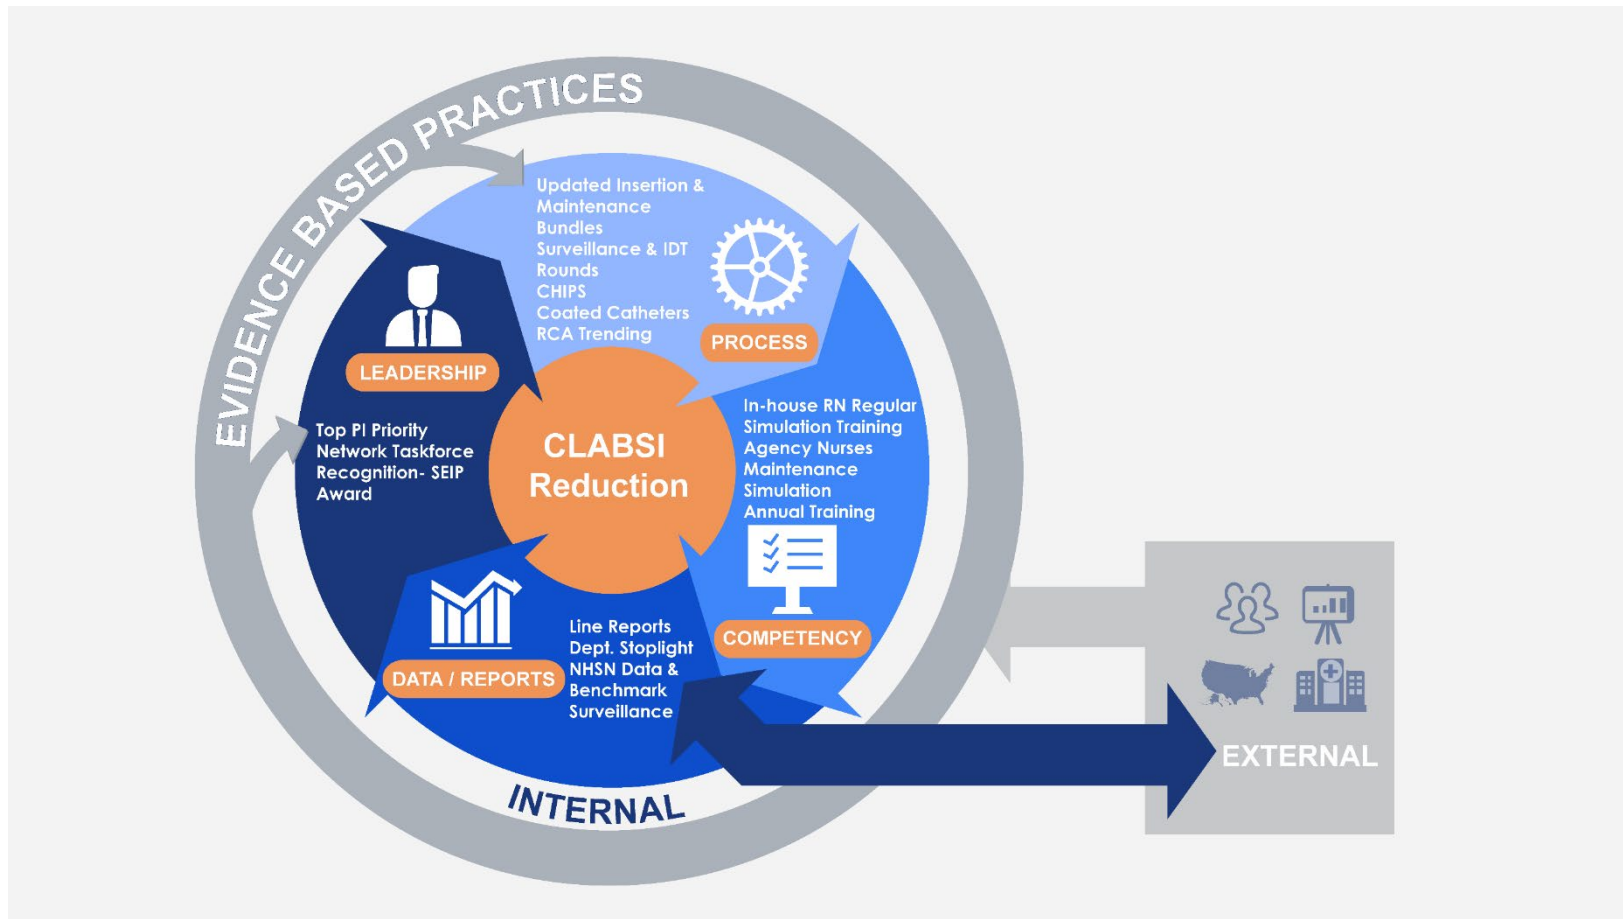 EVIDENCE BASED PRACTICES
Updated Insertion &
Maintenance
Bundles
Surveillance & IDT
Rounds
CHIPS
Coated Catheters
RCA Trending
PROCESS
LEADERSHIP
Top PI Priority
Network Taskforce
Recognition- SEIP
Award
CLABSI
Reduction
In-house RN Regular
Simulation Training
Agency Nurses
Maintenance
Simulation
Annual Training
COMPETENCY
DATA / REPORTS
Line Reports
Dept. Stoplight
NHSN Data &
Benchmark
Surveillance
INTERNAL
EXTERNAL